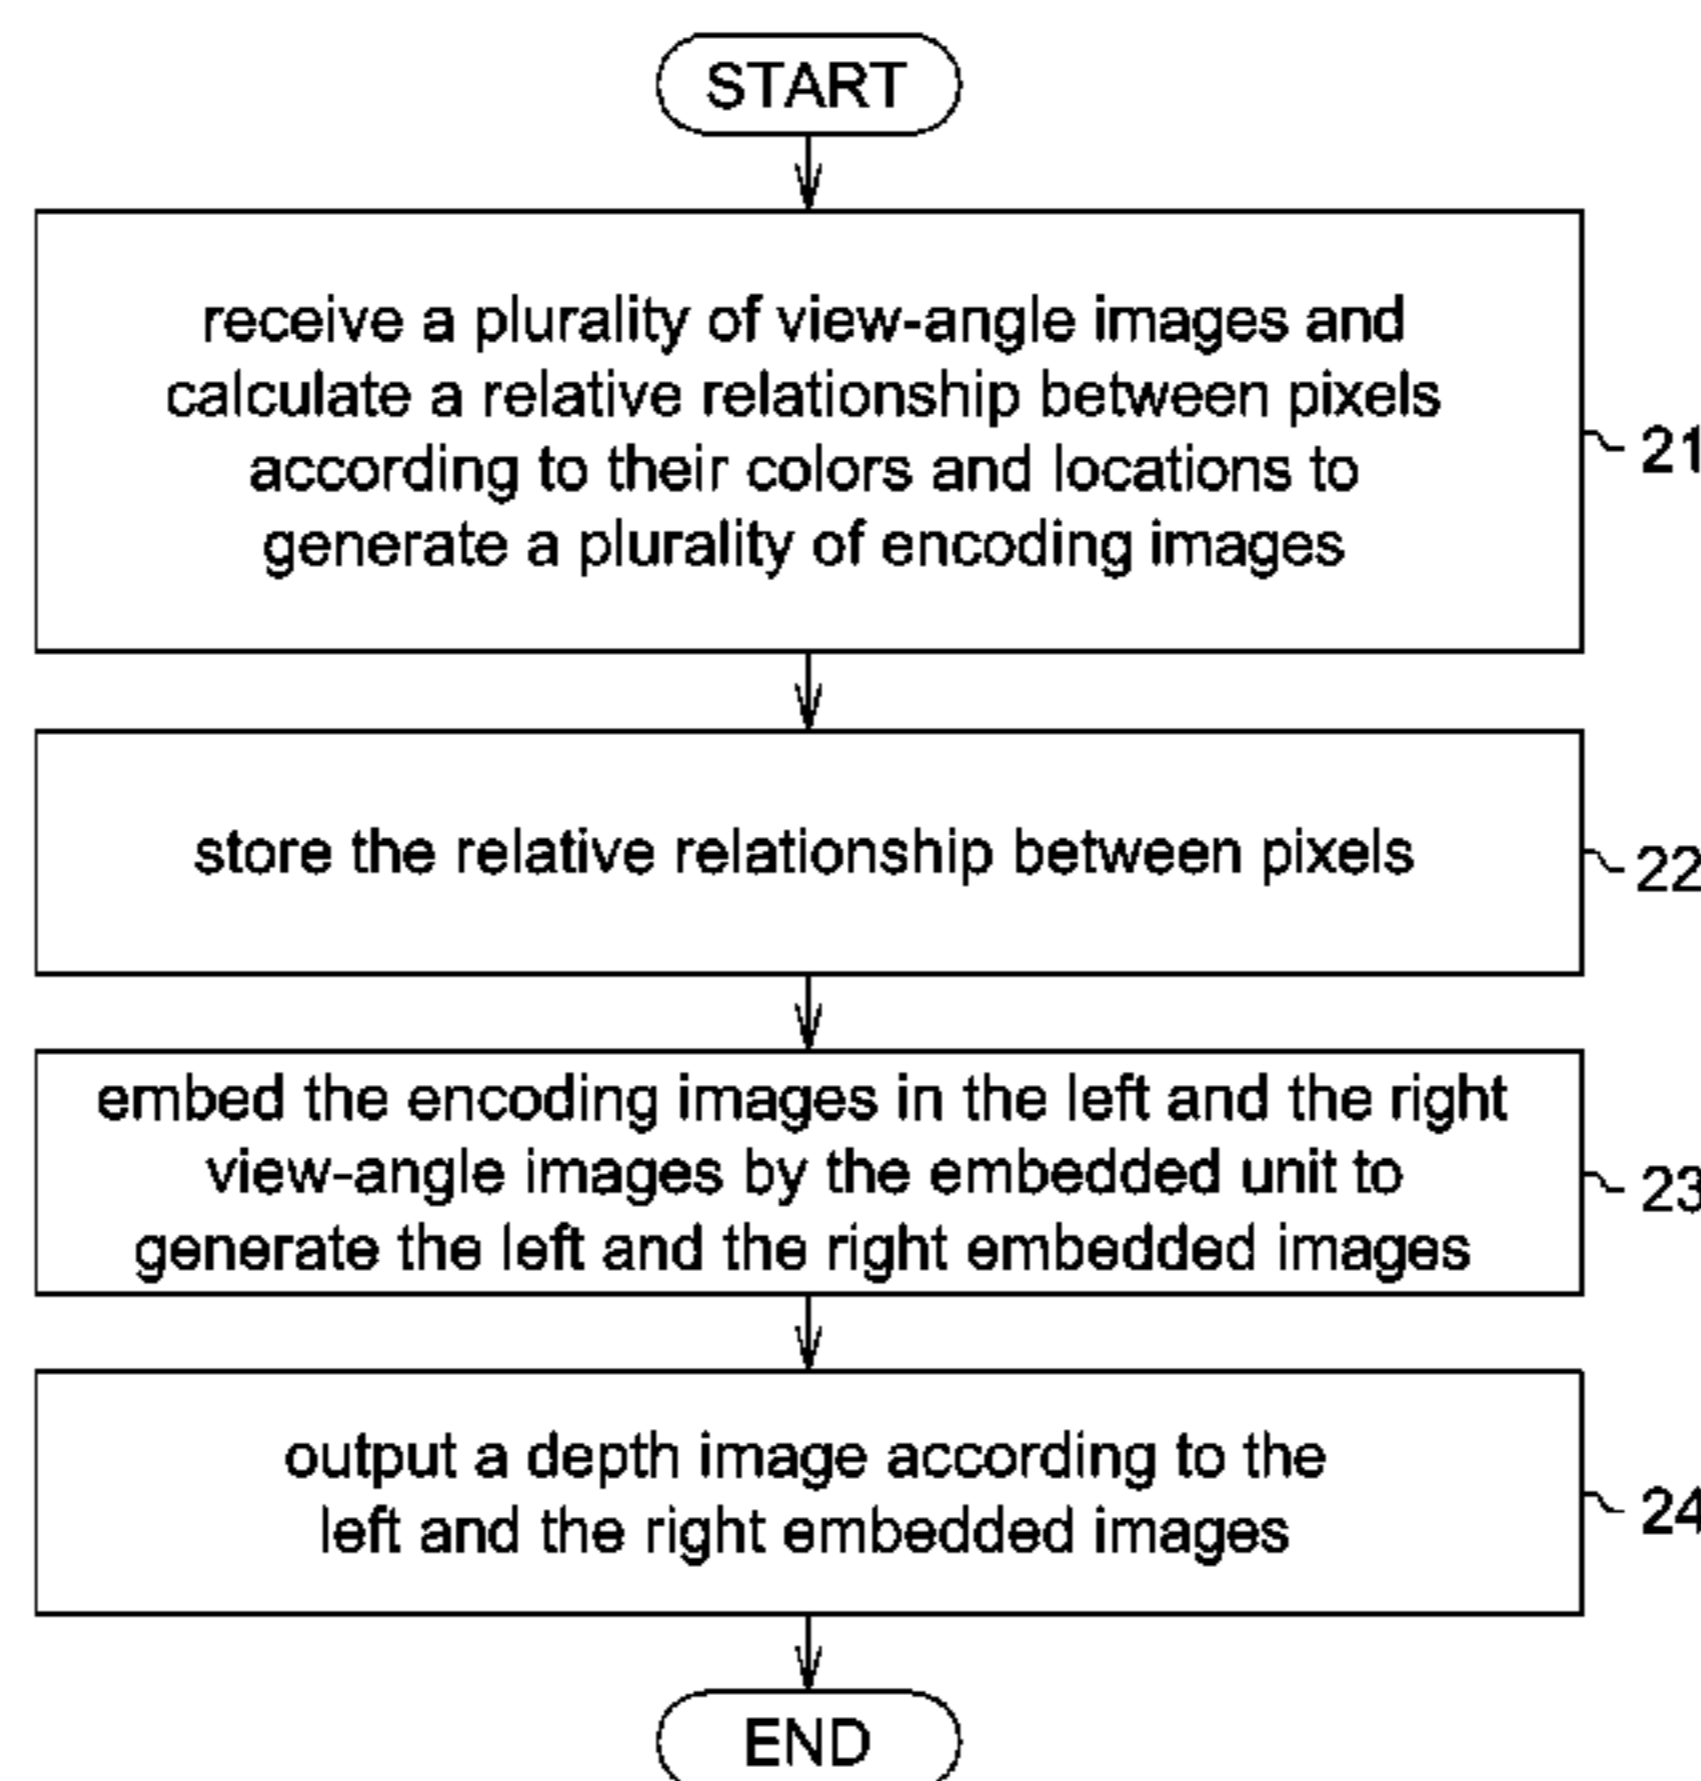 START
receive a plurality of view-angle images and
calculate a relative relationship between pixels
according to their colors and locations to
generate a plurality of encoding images
21
store the relative relationship between pixels
22
embed the encoding images in the left and the right
view-angle images by the embedded unit to
generate the left and the right embedded images
23
output a depth image according to the
left and the right embedded images
24
END